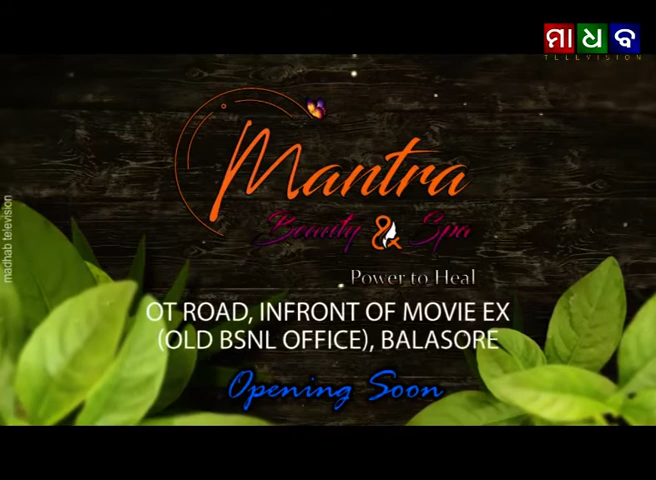 ମାଧବ
TELEVISION
Mantra
Beauty & Spa
Power to Heal
madhab television
OT ROAD, INFRONT OF MOVIE EX
(OLD BSNL OFFICE), BALASORE
Opening Soon